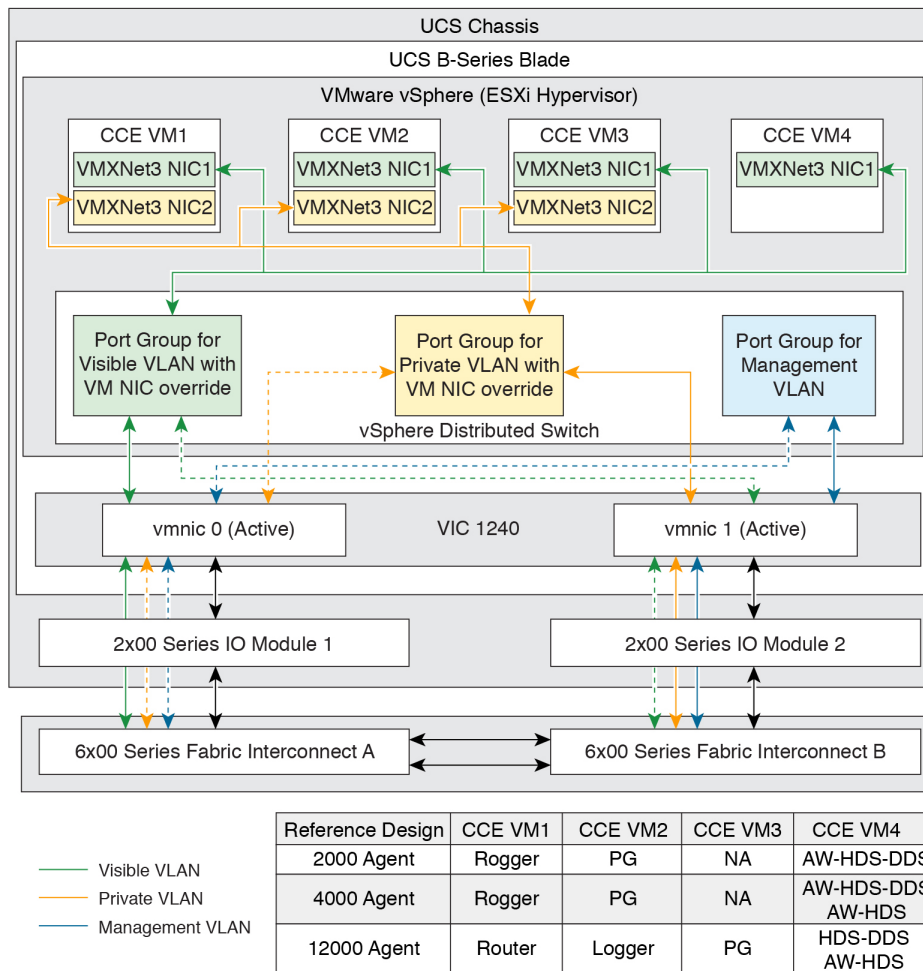 UCS Chassis
UCS B-Series Blade
VMware vSphere (ESXi Hypervisor)
CCE VM1
VMXNet3 NIC1
VMXNet3 NIC2
CCE VM2
VMXNet3 NIC1
VMXNet3 NIC2
CCE VM3
VMXNet3 NIC1
VMXNet3 NIC2
CCE VM4
VMXNet3 NIC1
Port Group for
Visible VLAN with
VM NIC override
Port Group for
Private VLAN with
VM NIC override
Port Group for
Management
VLAN
vSphere Distributed Switch
vmnic 0 (Active)
VIC 1240
vmnic 1 (Active)
2x00 Series IO Module 1
2x00 Series IO Module 2
6x00 Series Fabric Interconnect A
6x00 Series Fabric Interconnect B
Visible VLAN
Private VLAN
Management VLAN
Reference Design CCE VM1 CCE VM2 CCE VM3 CCE VM4
2000 Agent Rogger PG NA AW-HDS-DDS
4000 Agent Rogger PG NA AW-HDS-DDS
AW-HDS
12000 Agent Router Logger PG HDS-DDS
AW-HDS